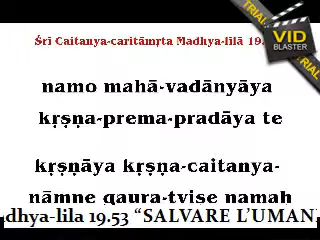 Śrī Caitanya-caritāmṛta Madhya-līlā 19.
TRIAL
VID
BLASTER
TRIAL
namo mahā-vadānyāya
kṛṣṇa-prema-pradāya te
kṛṣṇāya kṛṣṇa-caitanya-
nāmne gaura-tviṣe namaḥ
dhya-lila 19.53 “SALVARE L’UMAN